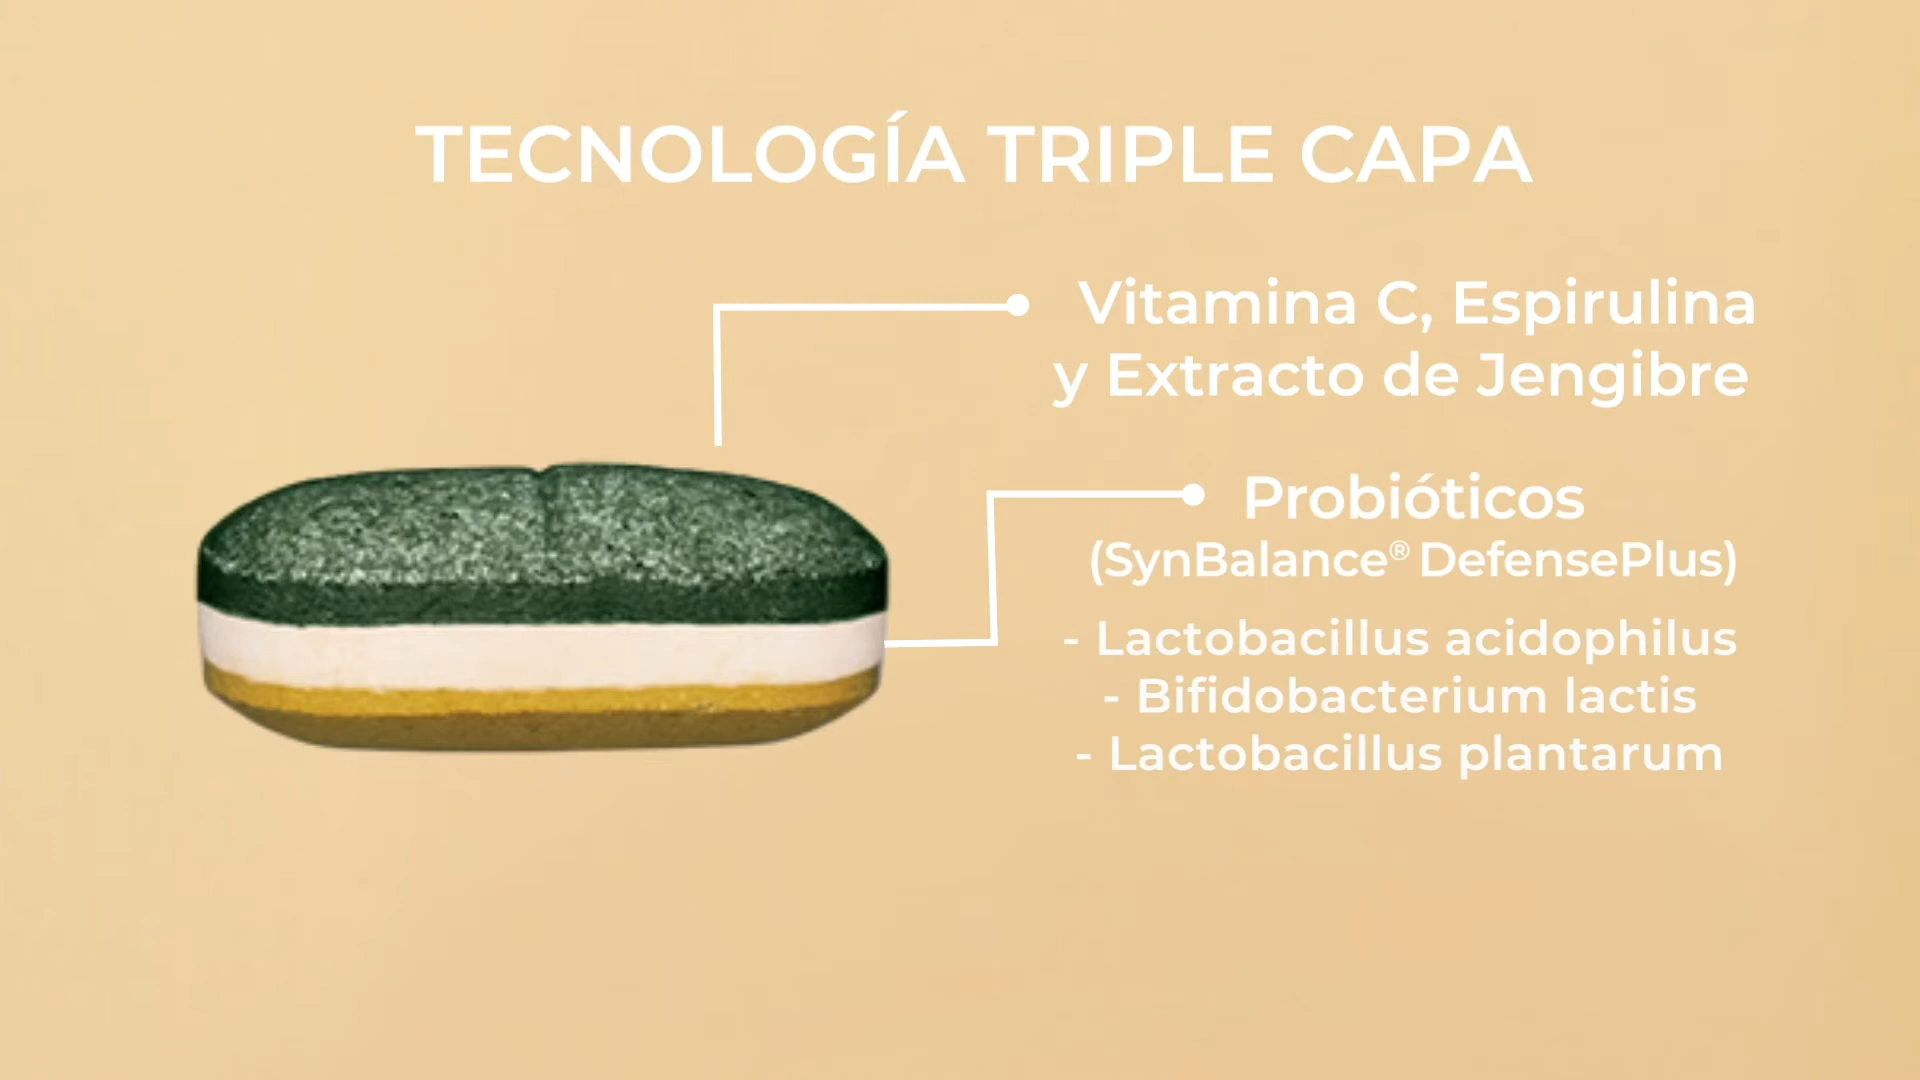 TECNOLOGÍA TRIPLE CAPA
Vitamina C, Espirulina
y Extracto de Jengibre
Probióticos
(SynBalance® DefensePlus)
- Lactobacillus acidophilus
- Bifidobacterium lactis
- Lactobacillus plantarum